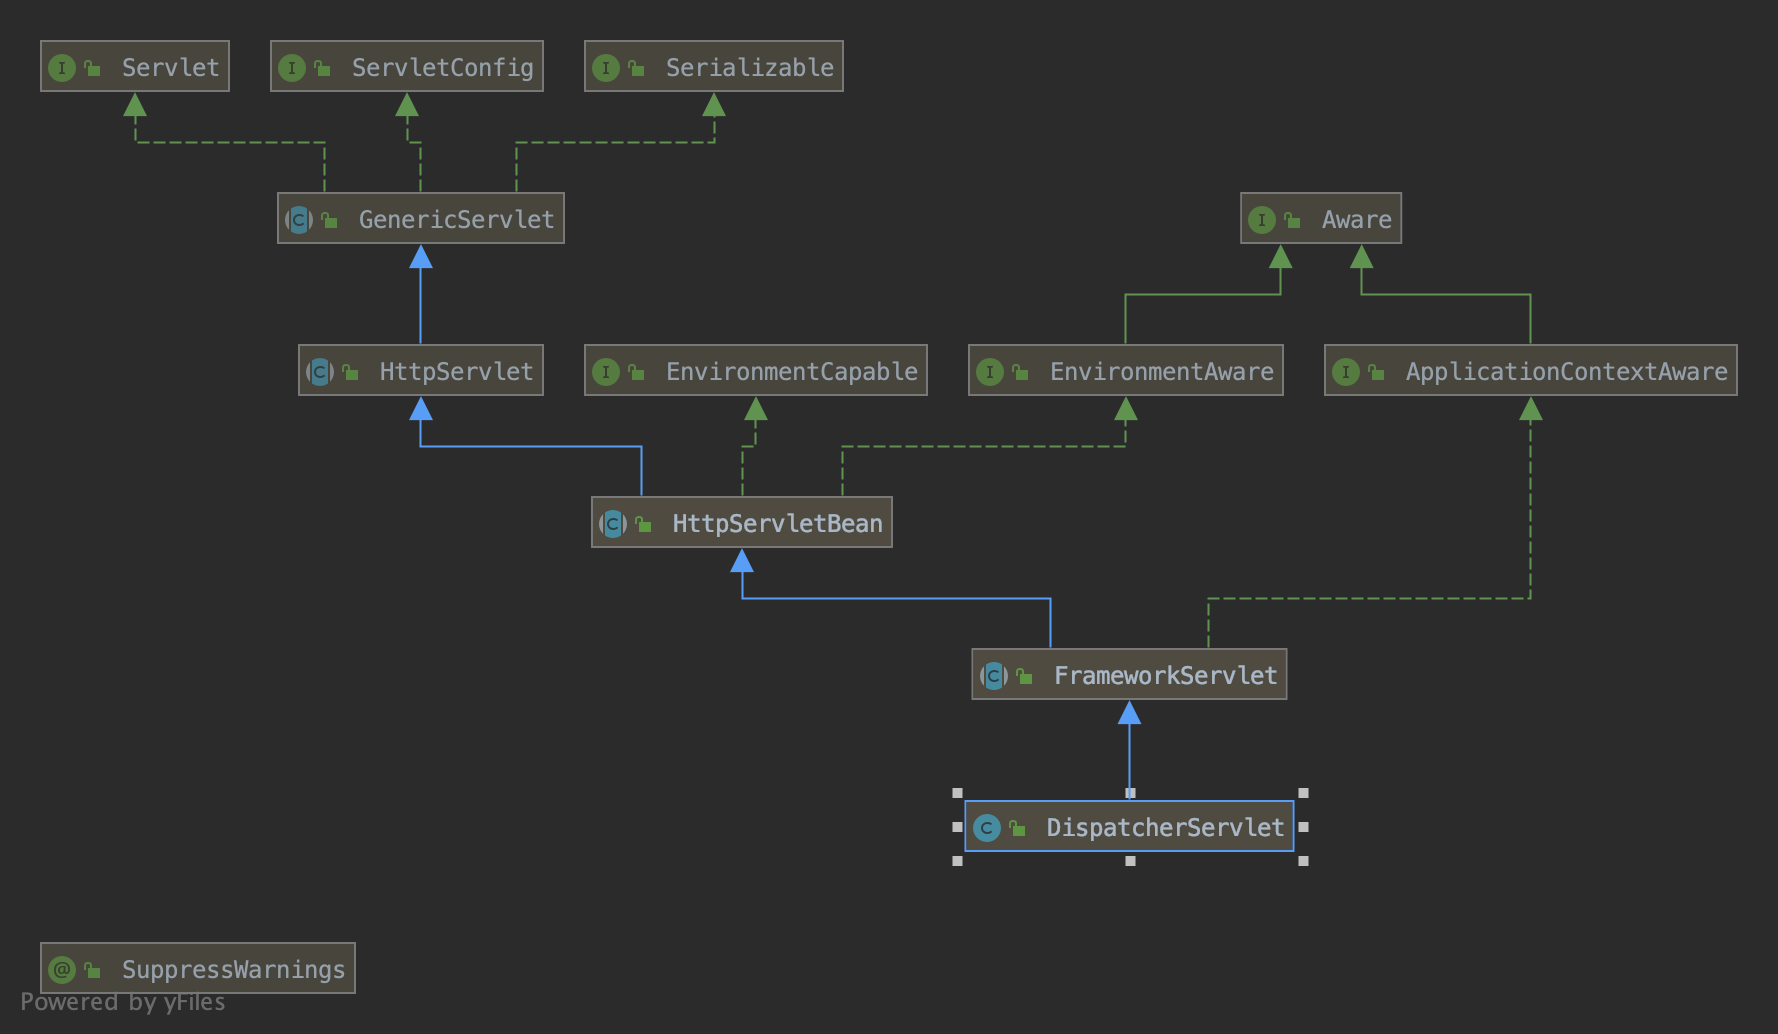 Servlet
ServletConfig
Serializable
GenericServlet
Aware
HttpServlet
EnvironmentCapable
EnvironmentAware
ApplicationContextAware
HttpServletBean
FrameworkServlet
DispatcherServlet
@ SuppressWarnings
Powered by yFiles